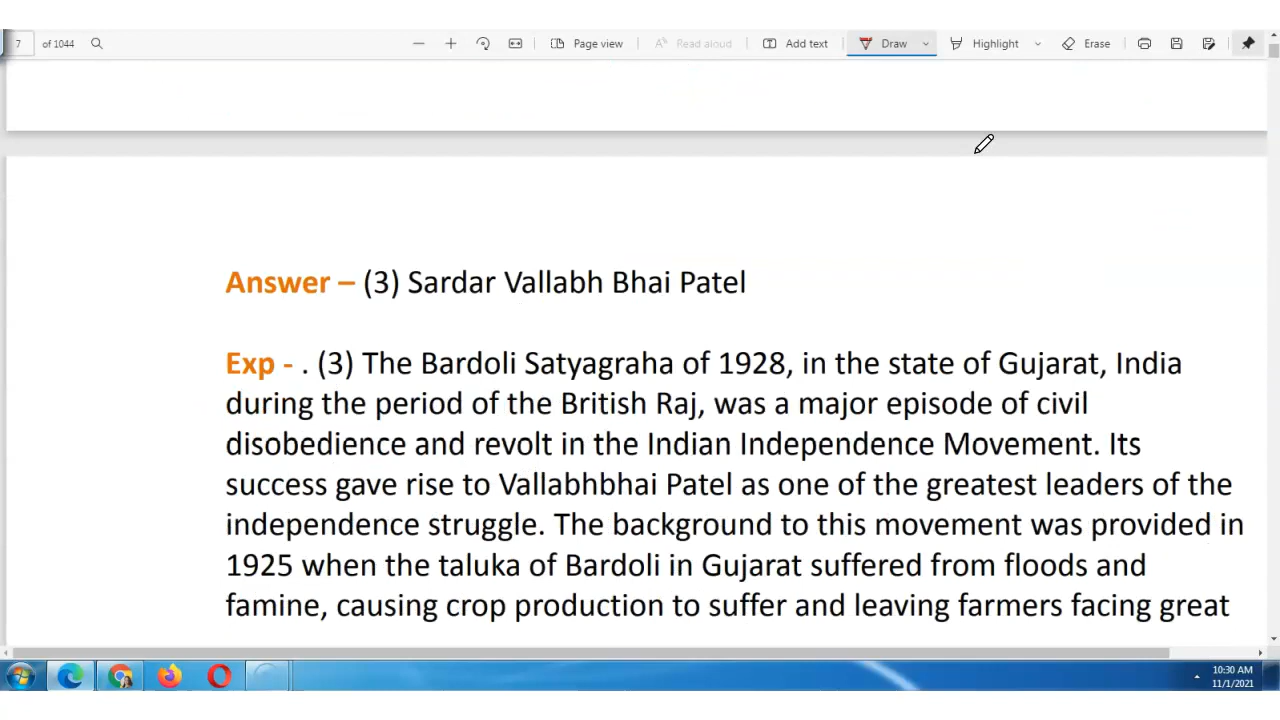 7 of 1044 Page view Read aloud Add text Draw Highlight Erase
Answer – (3) Sardar Vallabh Bhai Patel
Exp - . (3) The Bardoli Satyagraha of 1928, in the state of Gujarat, India
during the period of the British Raj, was a major episode of civil
disobedience and revolt in the Indian Independence Movement. Its
success gave rise to Vallabhbhai Patel as one of the greatest leaders of the
independence struggle. The background to this movement was provided in
1925 when the taluka of Bardoli in Gujarat suffered from floods and
famine, causing crop production to suffer and leaving farmers facing great
10:30 AM
11/1/2021